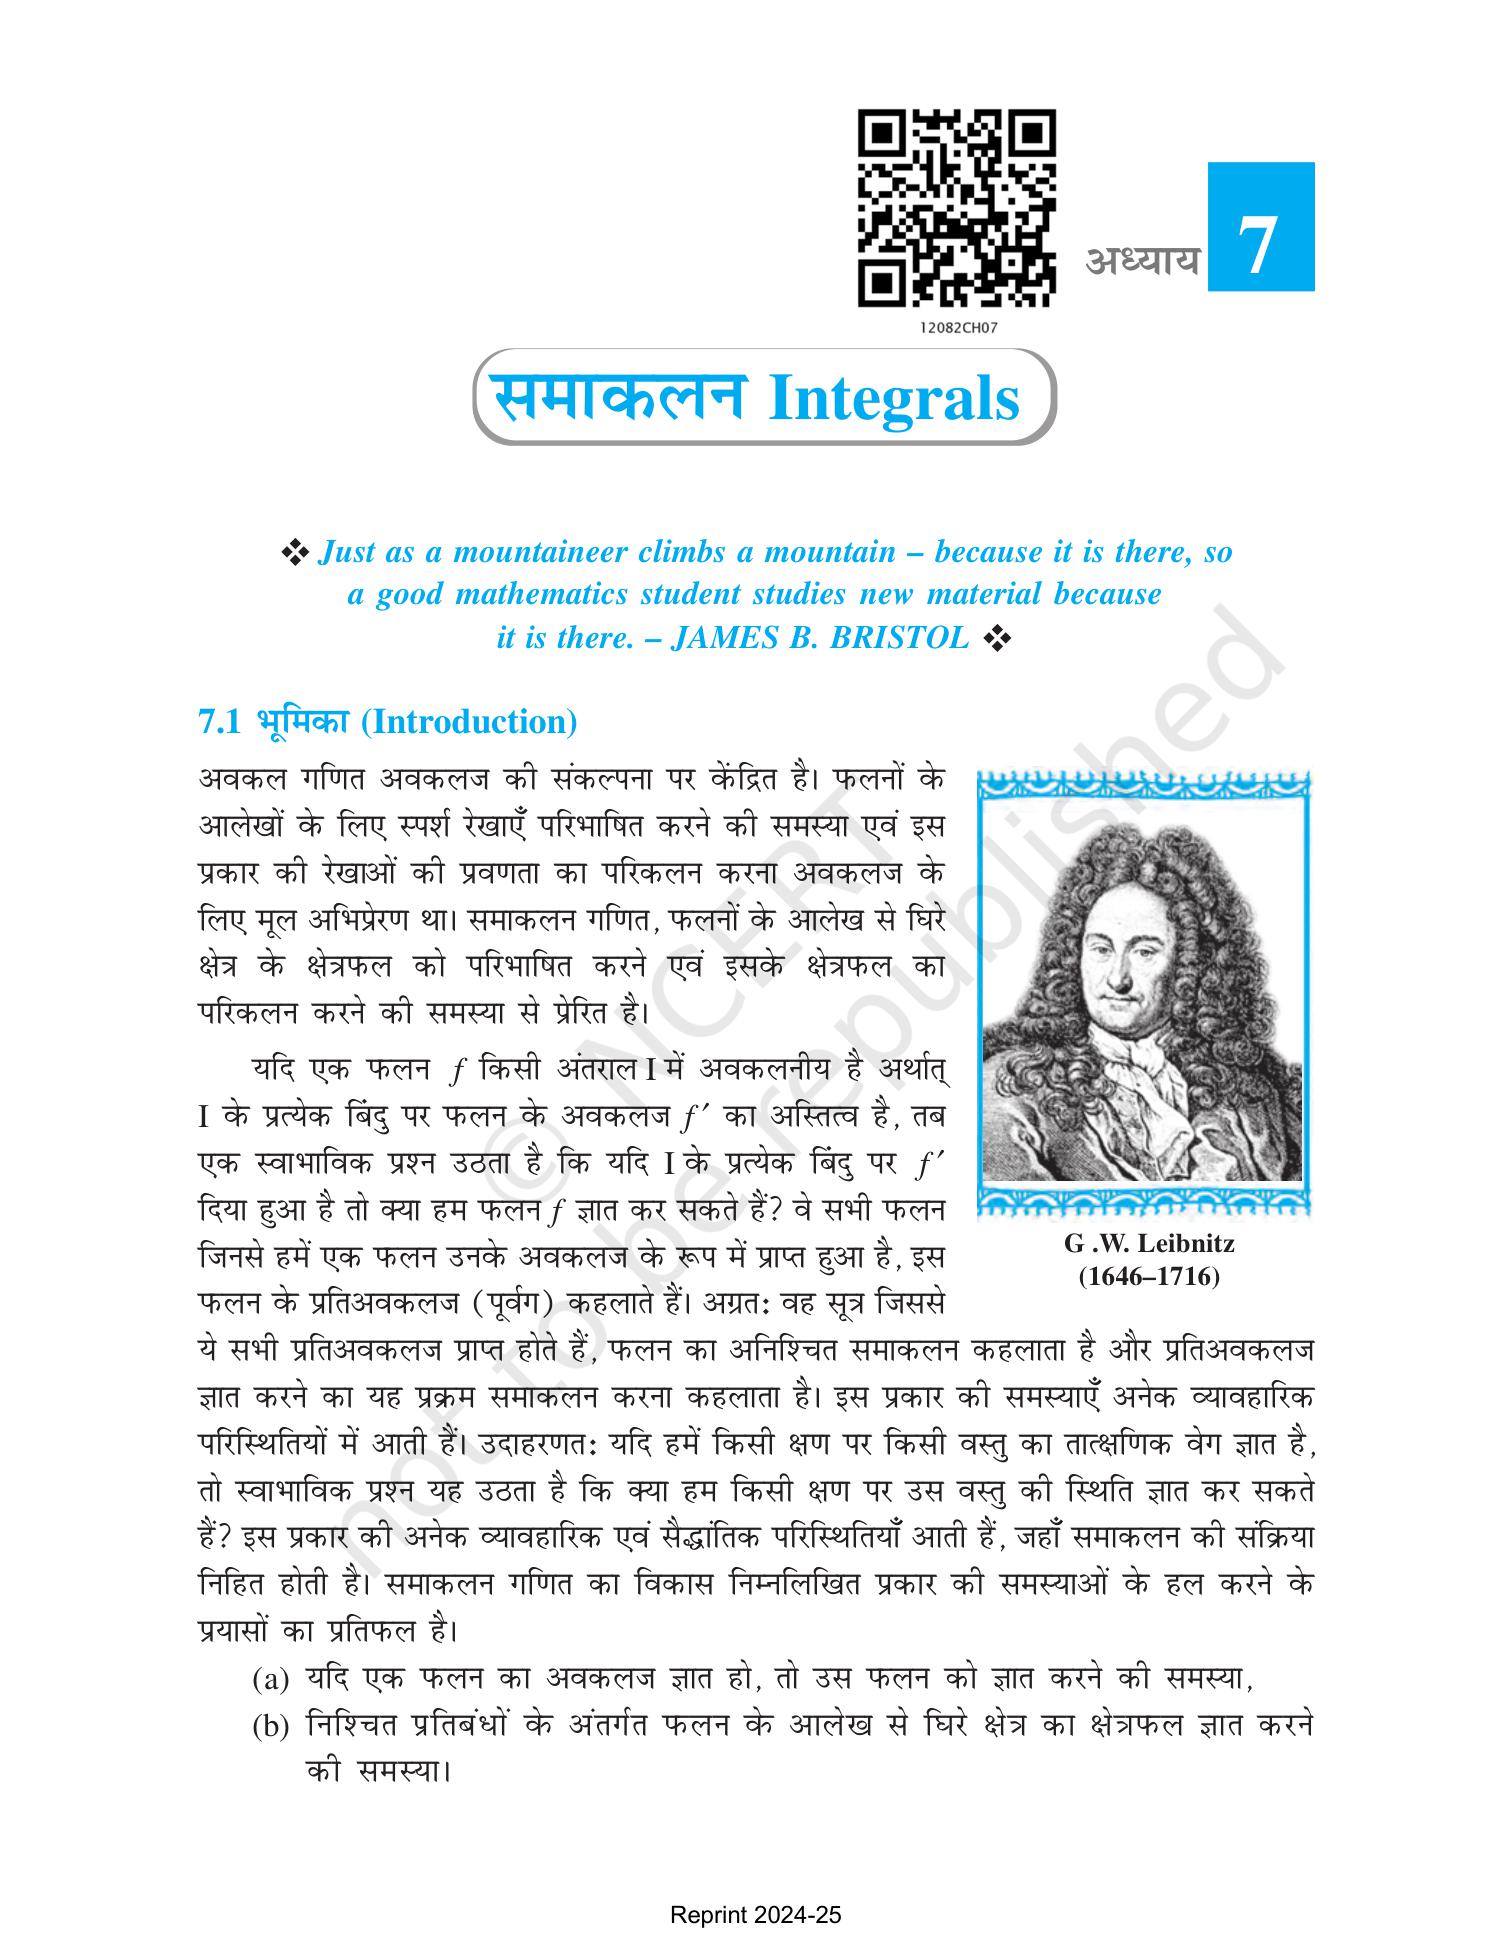 12082CH07
अध्याय 7
समाकलन Integrals
❖ Just as a mountaineer climbs a mountain – because it is there, so
a good mathematics student studies new material because
it is there. – JAMES B. BRISTOL ❖
7.1 भूमिका (Introduction)
अवकल गणित अवकलज की संकल्पना पर केंद्रित है। फलनों के
आलेखों के लिए स्पर्श रेखाएँ परिभाषित करने की समस्या एवं इस
प्रकार की रेखाओं की प्रवणता का परिकलन करना अवकलज के
लिए मूल अभिप्रेरण था। समाकलन गणित, फलनों के आलेख से घिरे
क्षेत्र के क्षेत्रफल को परिभाषित करने एवं इसके क्षेत्रफल का
परिकलन करने की समस्या से प्रेरित है।
यदि एक फलन f किसी अंतराल I में अवकलनीय है अर्थात्
I के प्रत्येक बिंदु पर फलन के अवकलज f′ का अस्तित्व है, तब
एक स्वाभाविक प्रश्न उठता है कि यदि I के प्रत्येक बिंदु पर f′
दिया हुआ है तो क्या हम फलन f ज्ञात कर सकते हैं? वे सभी फलन
जिनसे हमें एक फलन उनके अवकलज के रूप में प्राप्त हुआ है, इस
फलन के प्रतिअवकलज (पूर्वग) कहलाते हैं। अग्रत: वह सूत्र जिससे
G .W. Leibnitz
(1646–1716)
ये सभी प्रतिअवकलज प्राप्त होते हैं, फलन का अनिश्चित समाकलन कहलाता है और प्रतिअवकलज
ज्ञात करने का यह प्रक्रम समाकलन करना कहलाता है। इस प्रकार की समस्याएँ अनेक व्यावहारिक
परिस्थितियों में आती हैं। उदाहरणत: यदि हमें किसी क्षण पर किसी वस्तु का तात्क्षणिक वेग ज्ञात है,
तो स्वाभाविक प्रश्न यह उठता है कि क्या हम किसी क्षण पर उस वस्तु की स्थिति ज्ञात कर सकते
हैं? इस प्रकार की अनेक व्यावहारिक एवं सैद्धांतिक परिस्थितियाँ आती हैं, जहाँ समाकलन की संक्रिया
निहित होती है। समाकलन गणित का विकास निम्नलिखित प्रकार की समस्याओं के हल करने के
प्रयासों का प्रतिफल है।
(a) यदि एक फलन का अवकलज ज्ञात हो, तो उस फलन को ज्ञात करने की समस्या,
(b) निश्चित प्रतिबंधों के अंतर्गत फलन के आलेख से घिरे क्षेत्र का क्षेत्रफल ज्ञात करने
की समस्या।
© NCERT
not to be republished
Reprint 2024-25